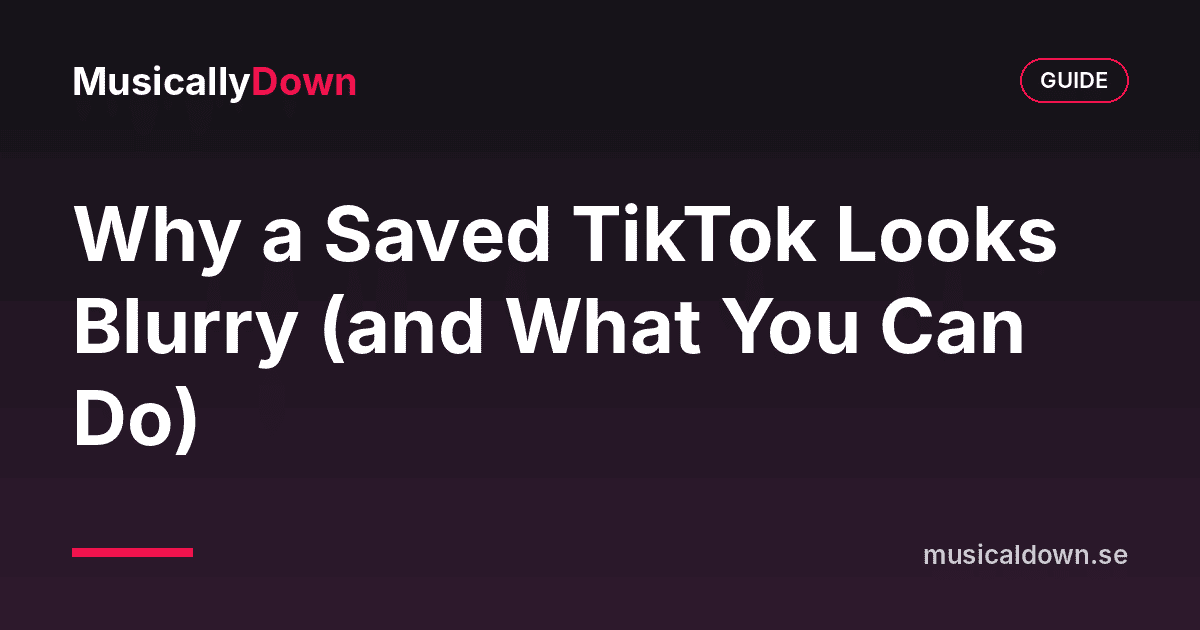 MusicallyDown
GUIDE
Why a Saved TikTok Looks
Blurry (and What You Can
Do)
musicaldown.se